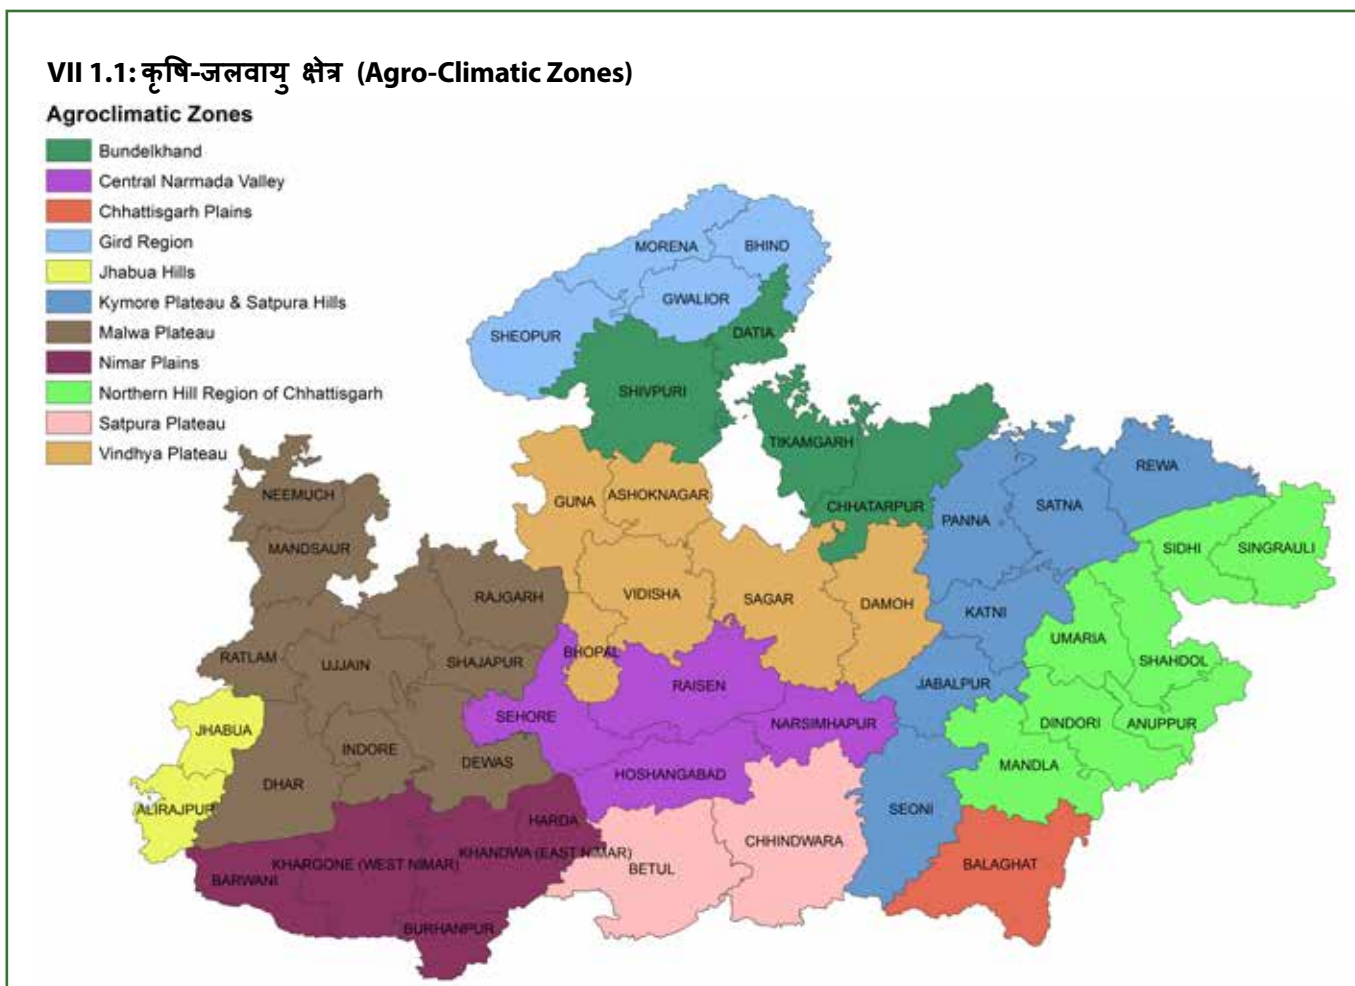 VII 1.1: कृषि-जलवायु क्षेत्र (Agro-Climatic Zones)
Agroclimatic Zones
Bundelkhand
Central Narmada Valley
Chhattisgarh Plains
Gird Region
Jhabua Hills
Kymore Plateau & Satpura Hills
Malwa Plateau
Nimar Plains
Northern Hill Region of Chhattisgarh
Satpura Plateau
Vindhya Plateau
MORENA
BHIND
GWALIOR
SHEOPUR
DATIA
SHIVPURI
TIKAMGARH
CHHATARPUR
REWA
SATNA
PANNA
NEEMUCH
GUNA
ASHOKNAGAR
MANDSAUR
SIDHI
SINGRAULI
RAJGARH
VIDISHA
SAGAR
DAMOH
KATNI
UMARIA
RATLAM
UJJAIN
SHAJAPUR
BHOPAL
RAISEN
JABALPUR
SHAHDOL
JHABUA
SEHORE
NARSIMHAPUR
DINDORI
ANUPPUR
INDORE
DEWAS
HOSHANGABAD
MANDLA
DHAR
ALIRAJPUR
HARDA
SEONI
CHHINDWARA
KHARGONE (WEST NIMAR)
KHANDWA (EAST NIMAR)
BETUL
BALAGHAT
BARWANI
BURHANPUR